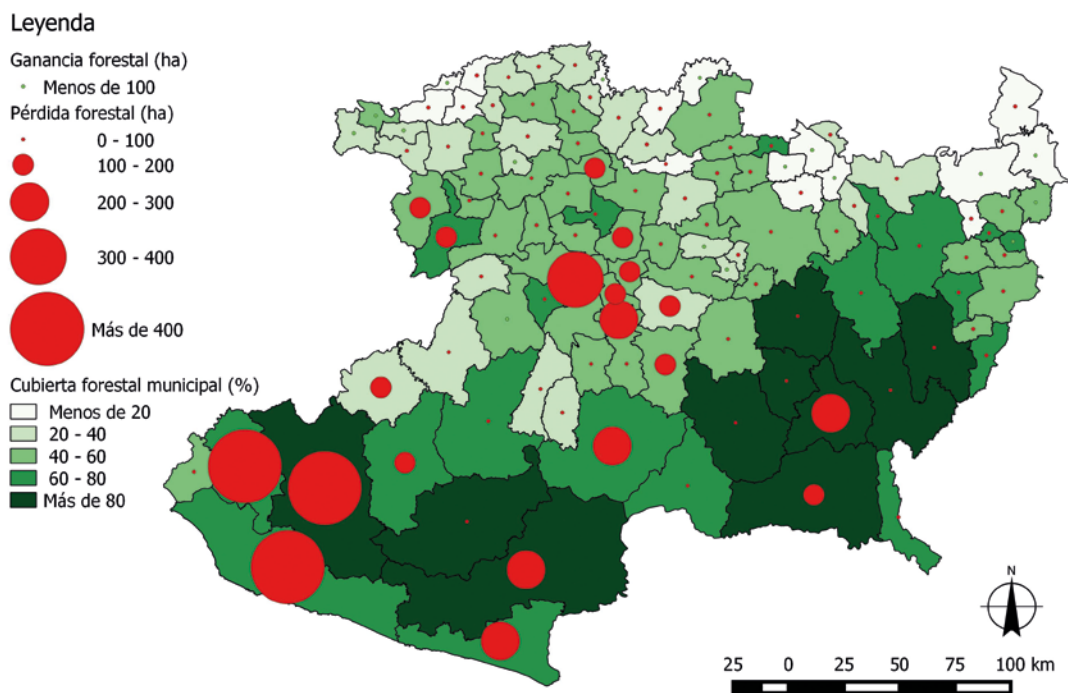 Leyenda
Ganancia forestal (ha)
Menos de 100
Pérdida forestal (ha)
0 - 100
100 - 200
200 - 300
300 - 400
Más de 400
Cubierta forestal municipal (%)
Menos de 20
20 - 40
40 - 60
60 - 80
Más de 80
N
25 0 25 50 75 100 km